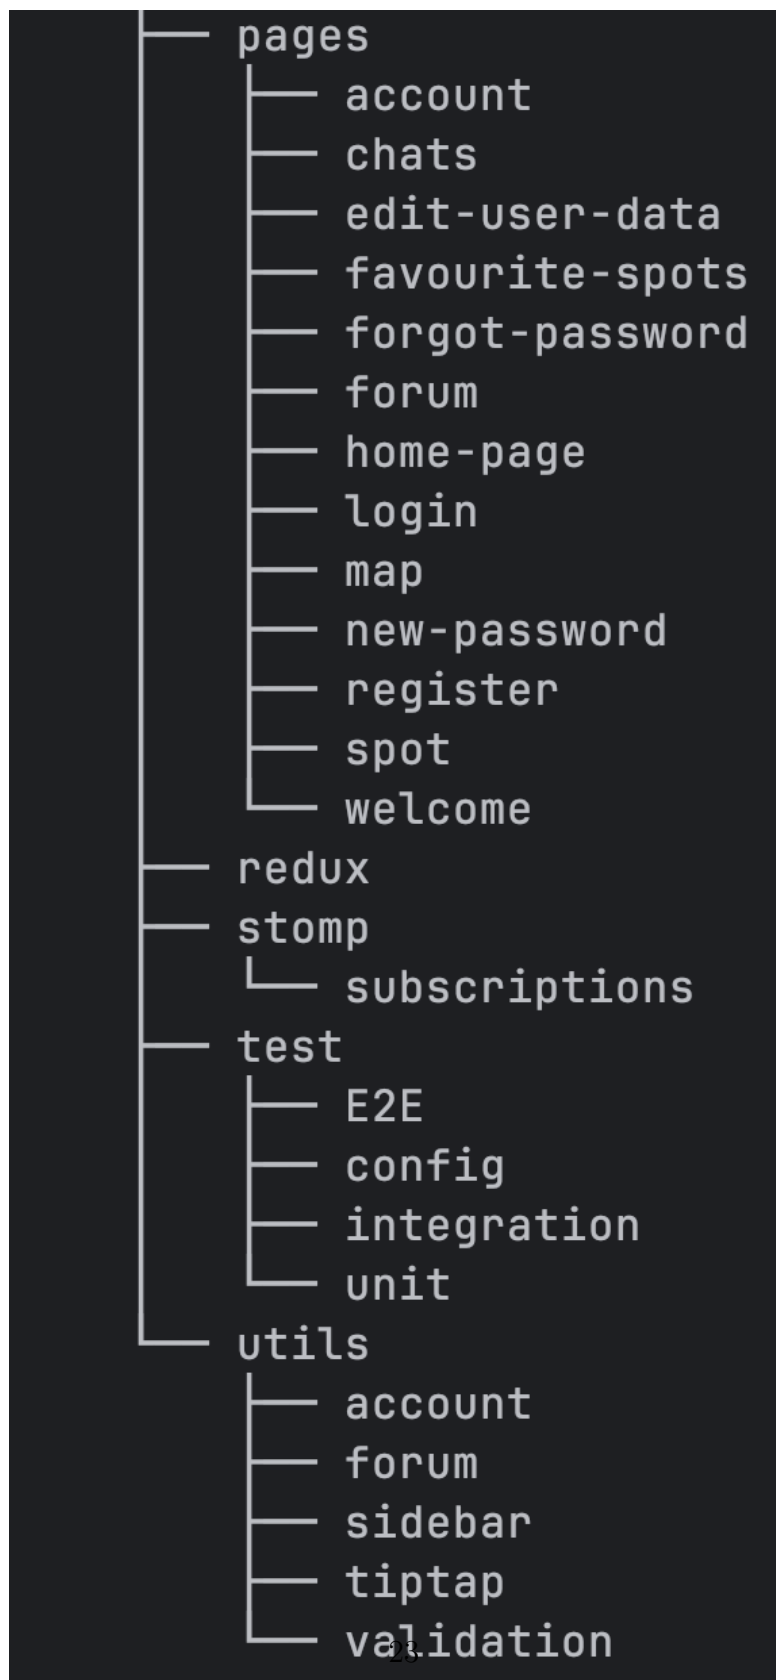 pages
account
chats
edit-user-data
favourite-spots
forgot-password
forum
home-page
login
map
new-password
register
spot
welcome
redux
stomp
subscriptions
test
E2E
config
integration
unit
utils
account
forum
sidebar
tiptap
validation
23